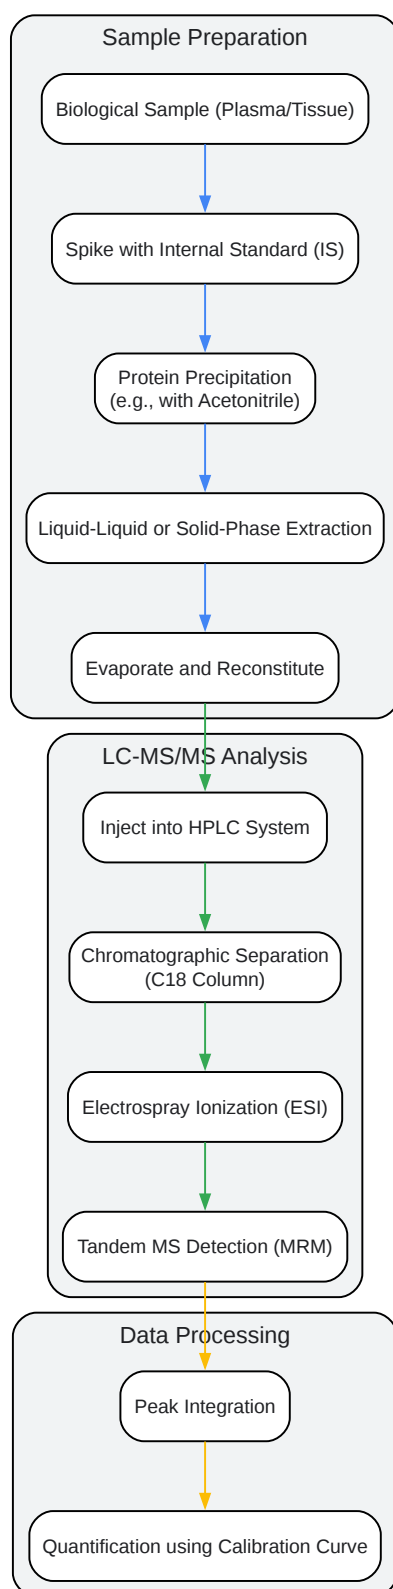 Sample Preparation
Biological Sample (Plasma/Tissue)
Spike with Internal Standard (IS)
Protein Precipitation
(e.g., with Acetonitrile)
Liquid-Liquid or Solid-Phase Extraction
Evaporate and Reconstitute
LC-MS/MS Analysis
Inject into HPLC System
Chromatographic Separation
(C18 Column)
Electrospray Ionization (ESI)
Tandem MS Detection (MRM)
Data Processing
Peak Integration
Quantification using Calibration Curve